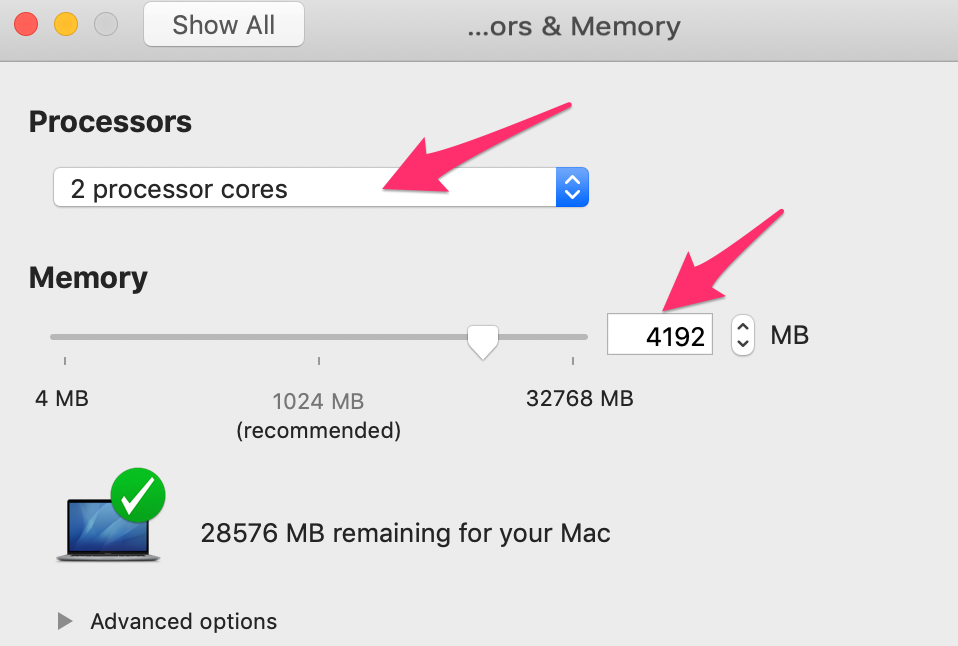 Show All
...ors & Memory
Processors
2 processor cores
Memory
4192 MB
4 MB
1024 MB
(recommended)
32768 MB
28576 MB remaining for your Mac
Advanced options